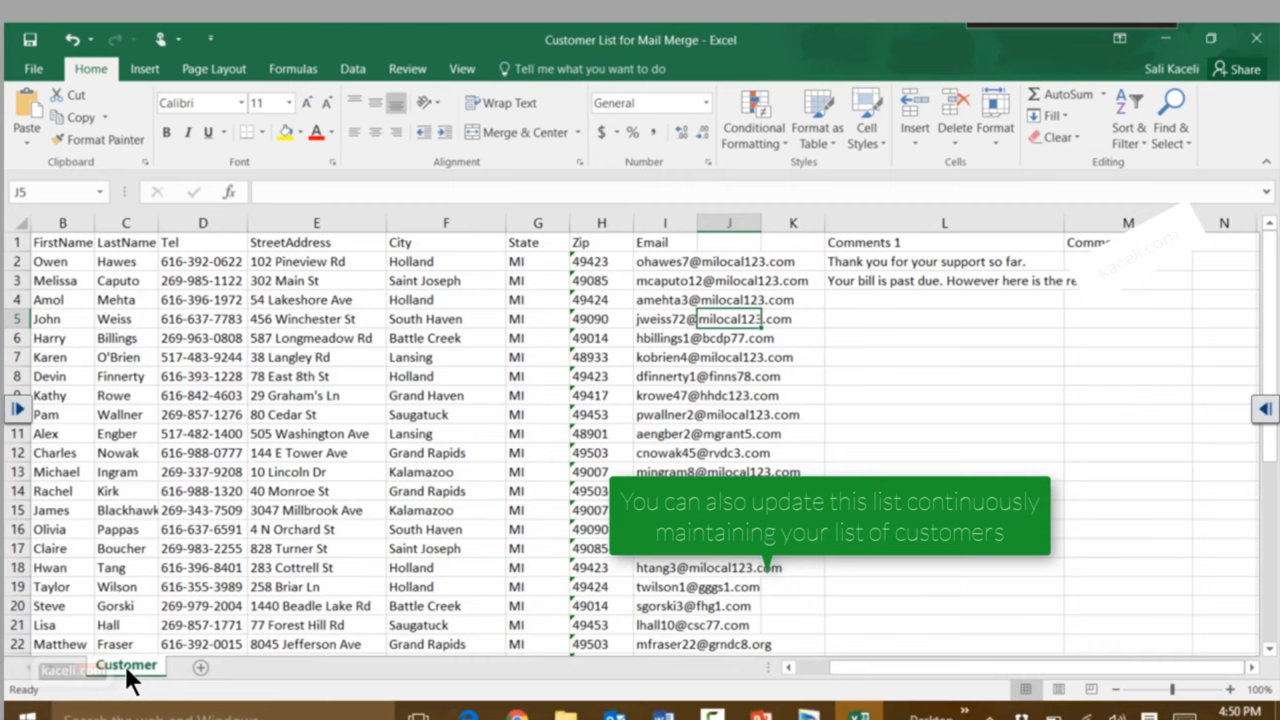 Customer List for Mail Merge - Excel
File Home Insert Page Layout Formulas Data Review View Tell me what you want to do Sali Kaceli Share
Cut
Calibri 11 Wrap Text General AutoSum
Copy
Paste Fill
Format Painter B I U Merge & Center $ % Conditional Format as Cell Insert Delete Format Sort & Find &
Clear
Formatting Table Styles Filter Select
Clipboard Font Alignment Number Styles Cells Editing
J5 fx
B C D E F G H I J K L M N
1 FirstName LastName Tel StreetAddress City State Zip Email Comments 1
2 Owen Hawes 616-392-0622 102 Pineview Rd Holland MI 49423 ohawes7@milocal123.com Thank you for your support so far.
3 Melissa Caputo 269-985-1122 302 Main St Saint Joseph MI 49085 mcaputo12@milocal123.com Your bill is past due. However here is the re
4 Amol Mehta 616-396-1972 54 Lakeshore Ave Holland MI 49424 amehta3@milocal123.com
5 John Weiss 616-637-7783 456 Winchester St South Haven MI 49090 jweiss72@milocal123.com
6 Harry Billings 269-963-0808 587 Longmeadow Rd Battle Creek MI 49014 hbillings1@bcdp77.com
7 Karen O'Brien 517-483-9244 38 Langley Rd Lansing MI 48933 kobrien4@milocal123.com
8 Devin Finnerty 616-393-1228 78 East 8th St Holland MI 49423 dfinnerty1@finns78.com
Kathy Rowe 616-842-4603 29 Graham's Ln Grand Haven MI 49417 krowe47@hhdc123.com
Pam Wallner 269-857-1276 80 Cedar St Saugatuck MI 49453 pwallner2@milocal123.com
11 Alex Engber 517-482-1400 505 Washington Ave Lansing MI 48901 aengber2@mgrant5.com
12 Charles Nowak 616-988-0777 144 E Tower Ave Grand Rapids MI 49503 cnowak45@rvdc3.com
13 Michael Ingram 269-337-9208 10 Lincoln Dr Kalamazoo MI 49007 mingram8@milocal123.com
14 Rachel Kirk 616-988-1320 40 Monroe St Grand Rapids MI 49503
15 James Blackhawk 269-343-7509 3047 Millbrook St Kalamazoo MI 49007
16 Olivia Pappas 616-637-6591 4 N Orchard St South Haven MI 49090
17 Claire Boucher 269-983-2255 828 Turner St Saint Joseph MI 49085
18 Hwan Tang 616-396-8401 283 Cottrell St Holland MI 49423 htang3@milocal123.com
19 Taylor Wilson 616-355-3989 258 Briar Ln Holland MI 49424 twilson1@gggs1.com
20 Steve Gorski 269-979-2004 1440 Beadle Lake Rd Battle Creek MI 49014 sgorski3@fhg1.com
21 Lisa Hall 269-857-1771 77 Forest Hill Rd Saugatuck MI 49453 lhall10@csc77.com
22 Matthew Fraser 616-392-0015 8045 Jefferson Ave Grand Rapids MI 49503 mfraser22@grndc8.org
kaceli.com
You can also update this list continuously
maintaining your list of customers
Customer
Ready 100%
4:50 PM